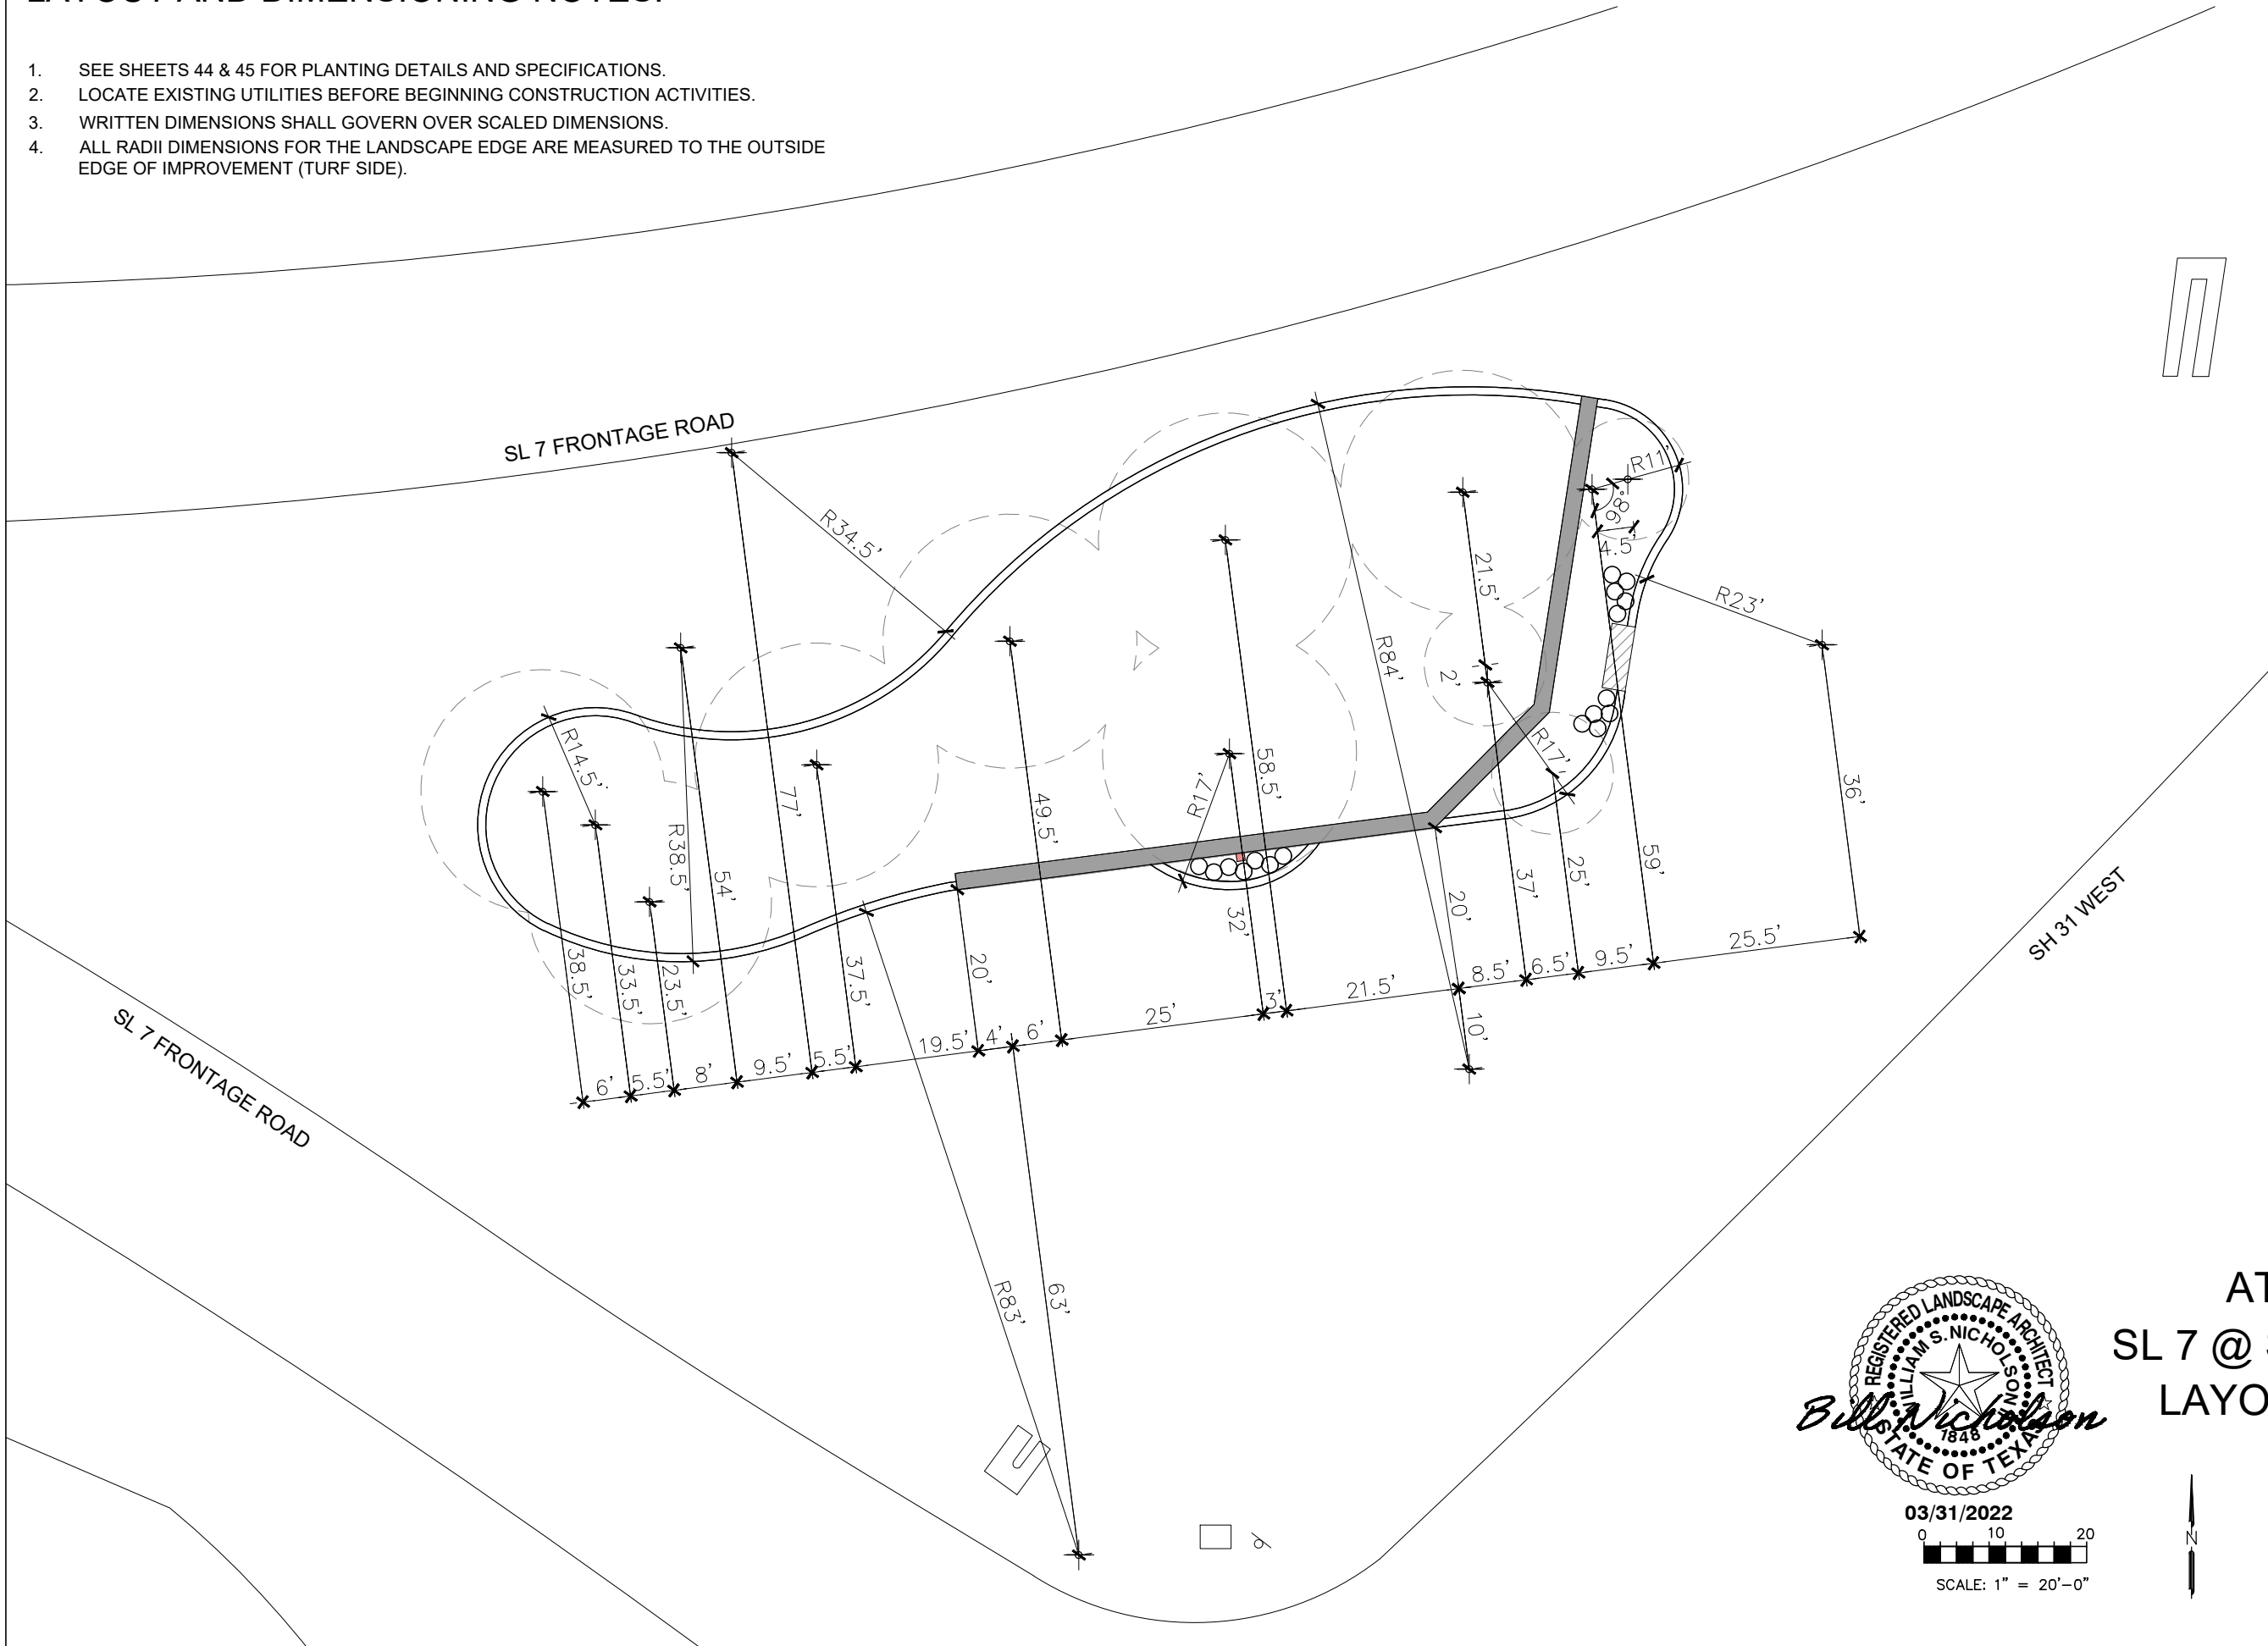 LAYOUT AND DIMENSIONING NOTES:
1. SEE SHEETS 44 & 45 FOR PLANTING DETAILS AND SPECIFICATIONS.
2. LOCATE EXISTING UTILITIES BEFORE BEGINNING CONSTRUCTION ACTIVITIES.
3. WRITTEN DIMENSIONS SHALL GOVERN OVER SCALED DIMENSIONS.
4. ALL RADII DIMENSIONS FOR THE LANDSCAPE EDGE ARE MEASURED TO THE OUTSIDE
EDGE OF IMPROVEMENT (TURF SIDE).
SL 7 FRONTAGE ROAD
R34.5'
R11'
98°
4.5'
21.5'
R23'
R84'
2'
R14.5'
R17'
R17'
58.5'
77'
49.5'
36'
R38.5'
54'
37'
25'
59'
20'
32'
38.5'
33.5'
23.5'
37.5'
20'
6'
5.5'
8'
9.5'
5.5'
19.5'
4'
6'
25'
3'
21.5'
8.5'
6.5'
9.5'
25.5'
10'
SH 31 WEST
SL 7 FRONTAGE ROAD
R83'
63'
AT
SL 7 @
LAYO
REGISTERED LANDSCAPE ARCHITECT
WILLIAM S. NICHOLSON
1848
STATE OF TEXAS
Bill Nicholson
03/31/2022
0 10 20
SCALE: 1" = 20'-0"
N